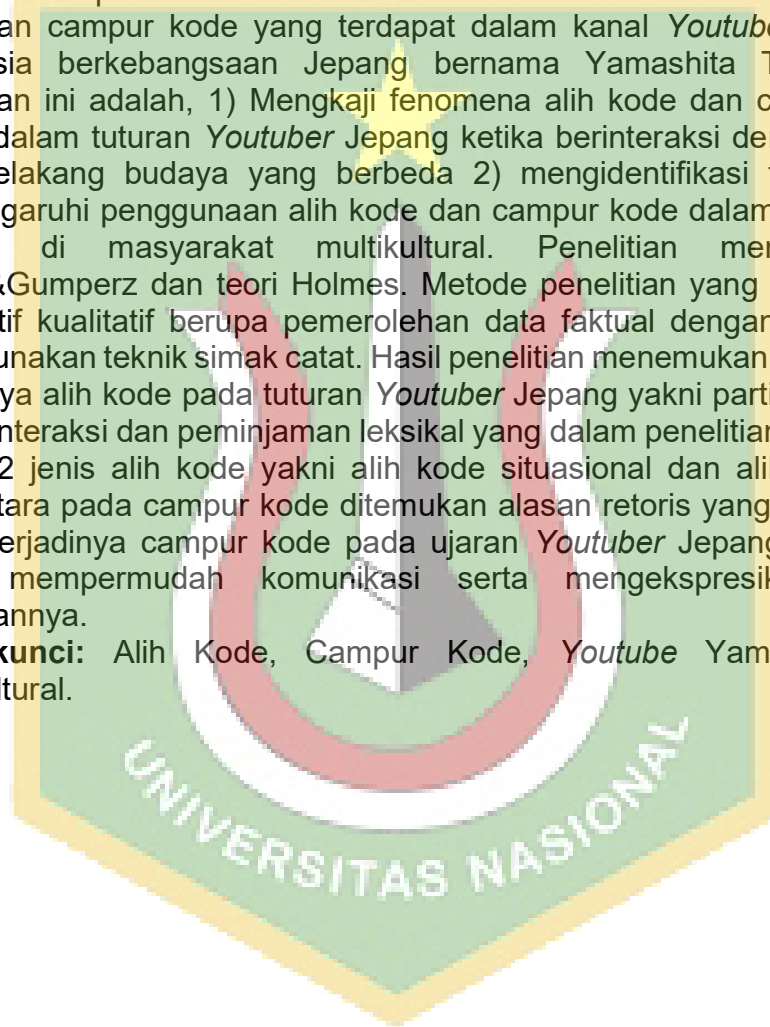 an campur kode yang terdapat dalam kanal Youtube
sia berkebangsaan Jepang bernama Yamashita T
an ini adalah, 1) Mengkaji fenomena alih kode dan c
dalam tuturan Youtuber Jepang ketika berinteraksi de
elakang budaya yang berbeda 2) mengidentifikasi
garuhi penggunaan alih kode dan campur kode dalam
di masyarakat multikultural. Penelitian me
&Gumperz dan teori Holmes. Metode penelitian yang
tif kualitatif berupa pemerolehan data faktual dengan
unakan teknik simak catat. Hasil penelitian menemukan
ya alih kode pada tuturan Youtuber Jepang yakni parti
nteraksi dan peminjaman leksikal yang dalam penelitian
2 jenis alih kode yakni alih kode situasional dan ali
tara pada campur kode ditemukan alasan retoris yang
erjadinya campur kode pada ujaran Youtuber Jepang
mempermudah komunikasi serta mengekspresik
annya.
kunci: Alih Kode, Campur Kode, Youtube Yam
ltural.
UNIVERSITAS NASIONAL